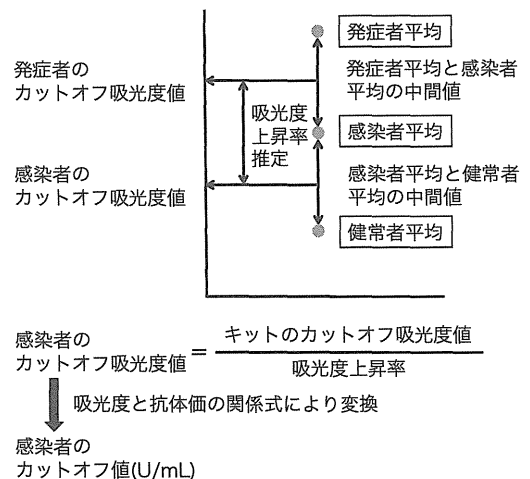 発症者平均
発症者の
カットオフ吸光度値
発症者平均と感染者
平均の中間値
吸光度
上昇率
推定
感染者平均
感染者の
カットオフ吸光度値
感染者平均と健常者
平均の中間値
健常者平均
感染者の
カットオフ吸光度値
=
キットのカットオフ吸光度値
吸光度上昇率
吸光度と抗体価の関係式により変換
感染者の
カットオフ値(U/mL)